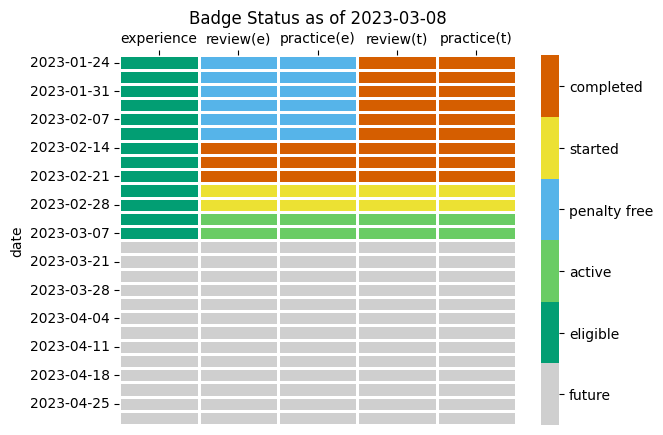 Badge Status as of 2023-03-08
experience review(e) practice(e) review(t) practice(t)
date
2023-01-24
2023-01-31
2023-02-07
2023-02-14
2023-02-21
2023-02-28
2023-03-07
2023-03-21
2023-03-28
2023-04-04
2023-04-11
2023-04-18
2023-04-25
completed
started
penalty free
active
eligible
future